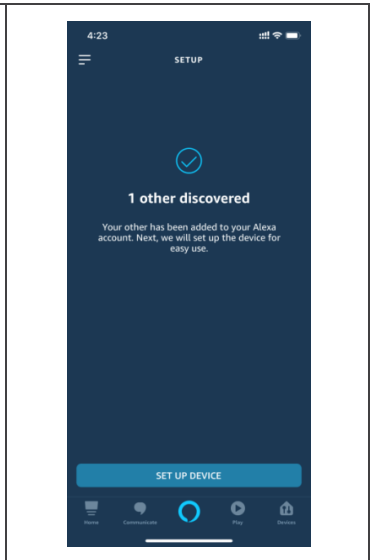 4:23
SETUP
1 other discovered
Your other has been added to your Alexa
account. Next, we will set up the device for
easy use.
SET UP DEVICE
Home Communicate Play Devices